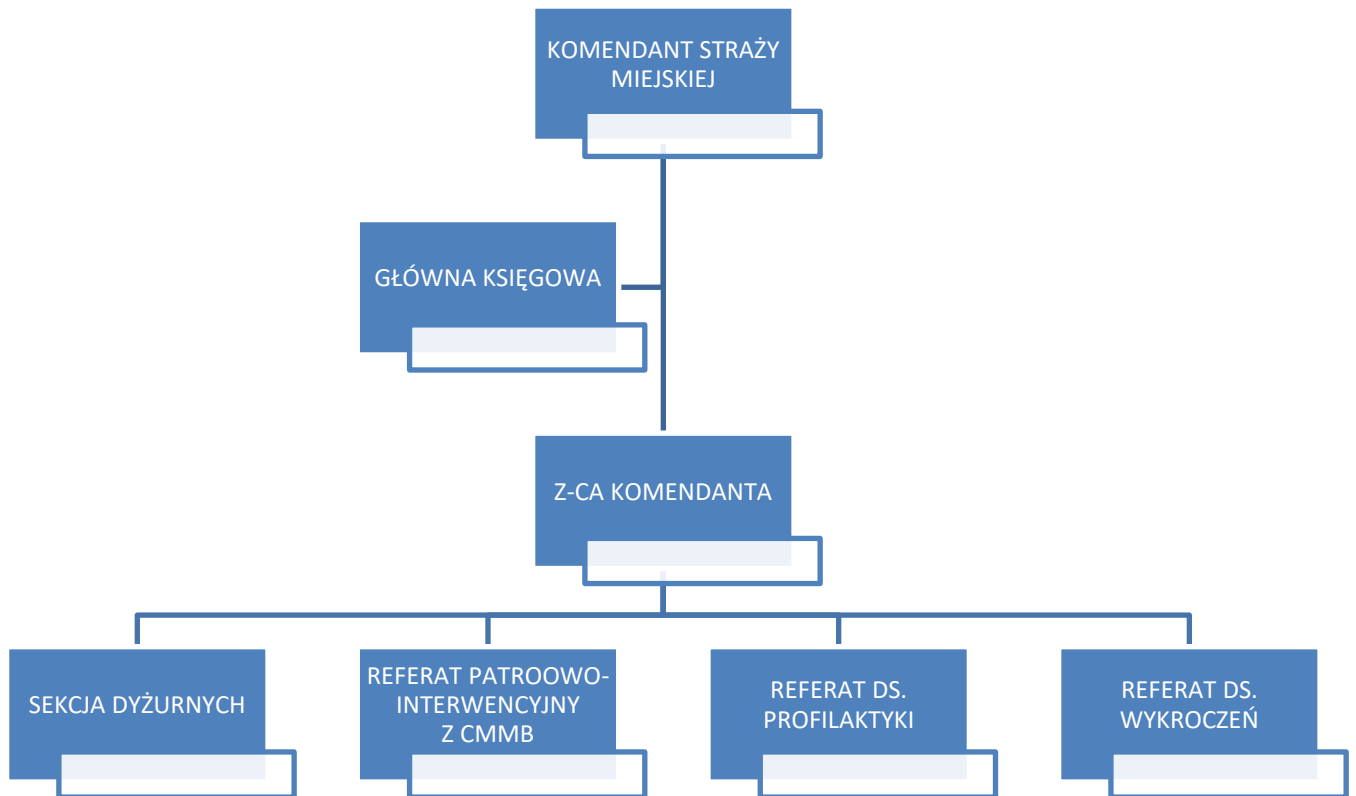 KOMENDANT STRAŻY
MIEJSKIEJ
GŁÓWNA KSIĘGOWA
Z-CA KOMENDANTA
SEKCJA DYŻURNYCH
REFERAT PATROOWO-
INTERWENCYJNY
Z CMMB
REFERAT DS.
PROFILAKTYKI
REFERAT DS.
WYKROCZEŃ